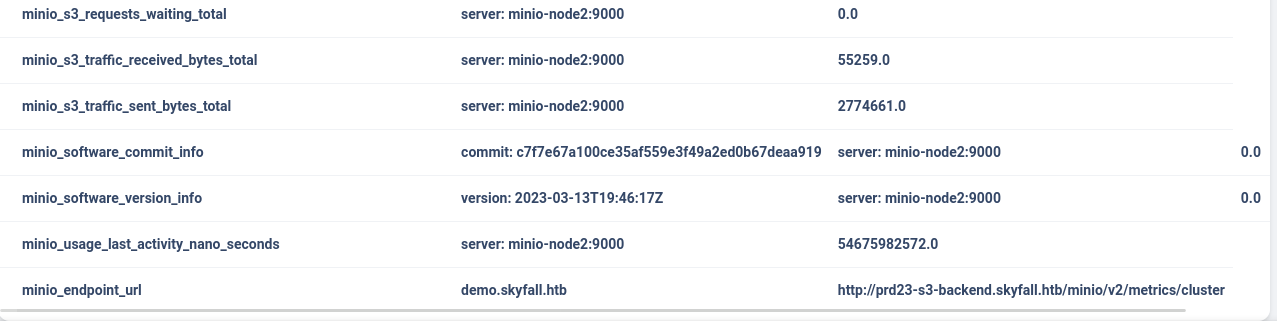 minio_s3_requests_waiting_total server: minio-node2:9000 0.0
minio_s3_traffic_received_bytes_total server: minio-node2:9000 55259.0
minio_s3_traffic_sent_bytes_total server: minio-node2:9000 2774661.0
minio_software_commit_info commit: c7f7e67a100ce35af559e3f49a2ed0b67deaa919 server: minio-node2:9000 0.0
minio_software_version_info version: 2023-03-13T19:46:17Z server: minio-node2:9000 0.0
minio_usage_last_activity_nano_seconds server: minio-node2:9000 54675982572.0
minio_endpoint_url demo.skyfall.htb http://prd23-s3-backend.skyfall.htb/minio/v2/metrics/cluster